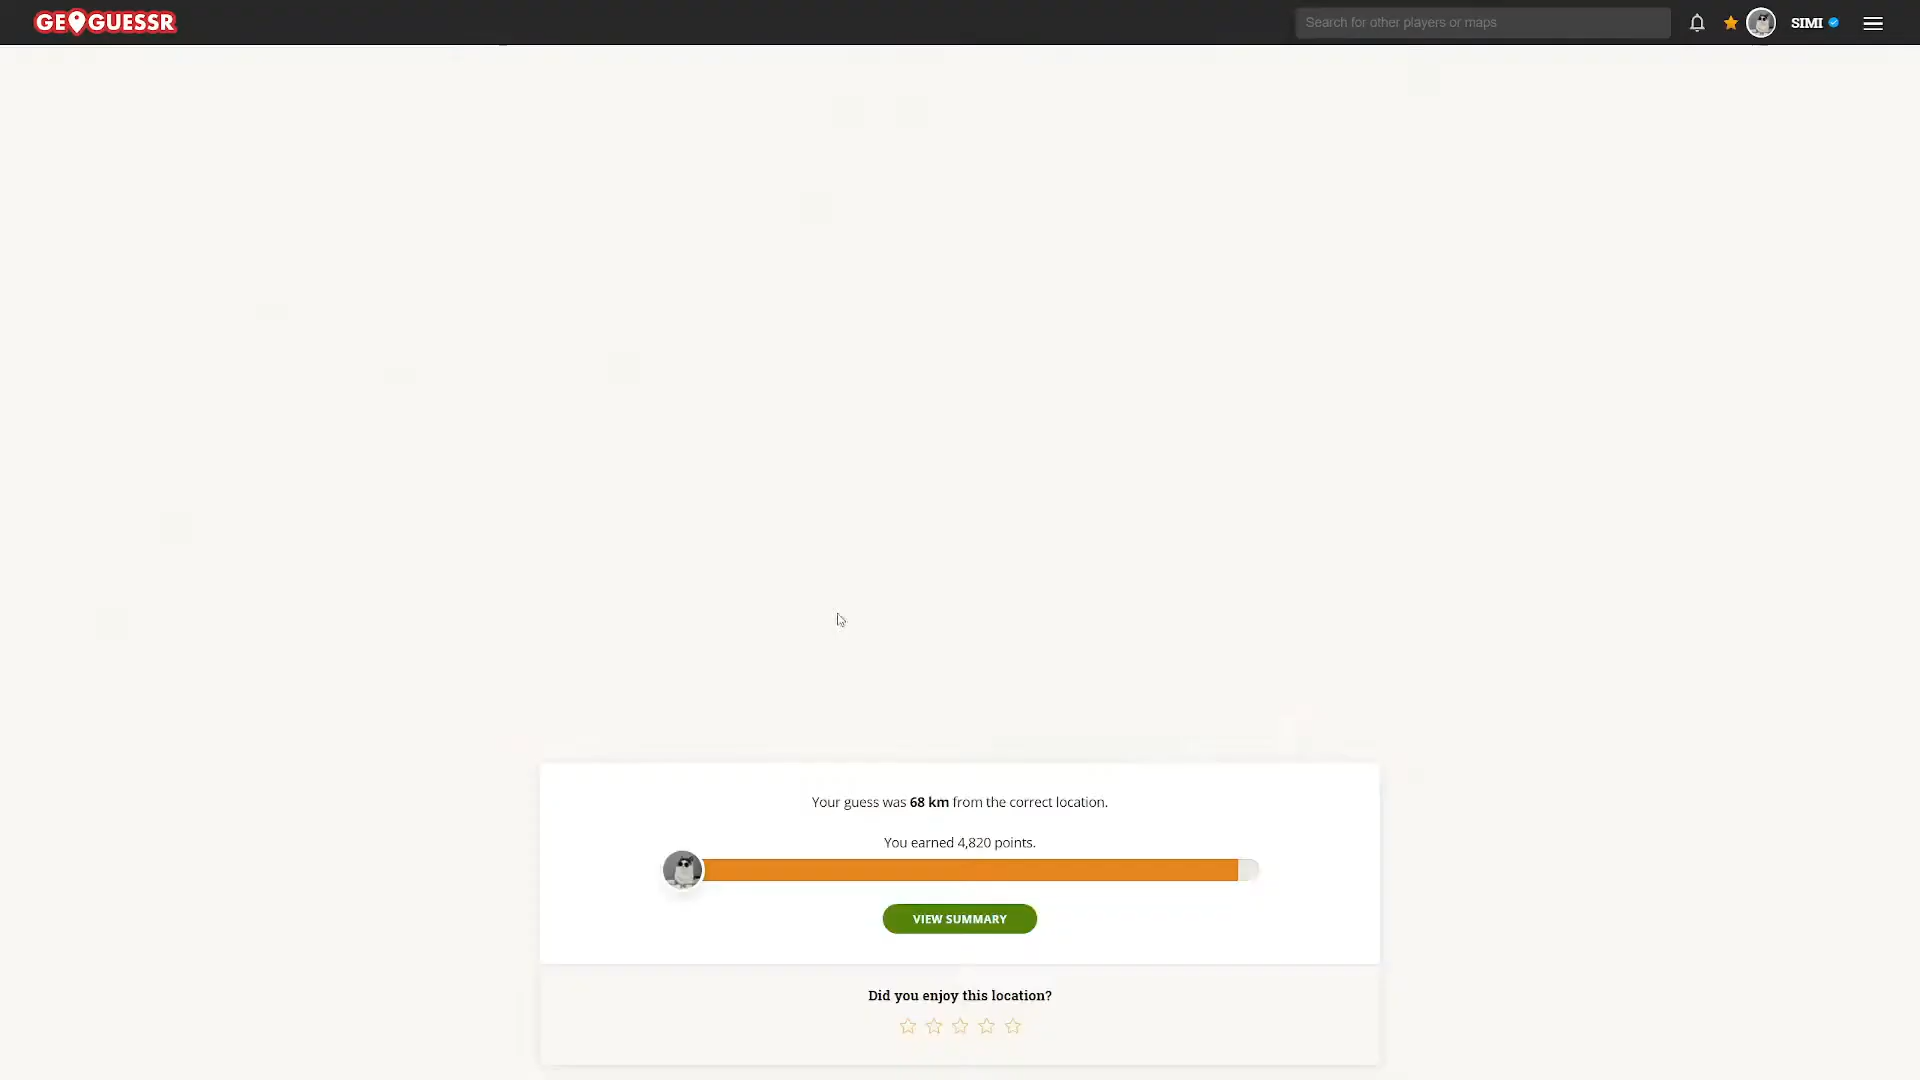 GEOGUESSR
Search for other players or maps
SIMI
Your guess was 68 km from the correct location.
You earned 4,820 points.
VIEW SUMMARY
Did you enjoy this location?